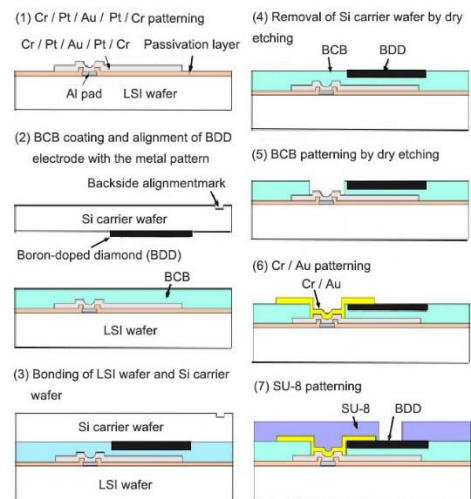 (1) Cr / Pt / Au / Pt / Cr patterning
Cr / Pt / Au / Pt / Cr
Passivation layer
Al pad
LSI wafer
(2) BCB coating and alignment of BDD
electrode with the metal pattern
Backside alignmentmark
Si carrier wafer
Boron-doped diamond (BDD)
BCB
LSI wafer
(3) Bonding of LSI wafer and Si carrier
wafer
Si carrier wafer
LSI wafer
(4) Removal of Si carrier wafer by dry
etching
BCB
BDD
(5) BCB patterning by dry etching
(6) Cr / Au patterning
Cr / Au
(7) SU-8 patterning
SU-8
BDD